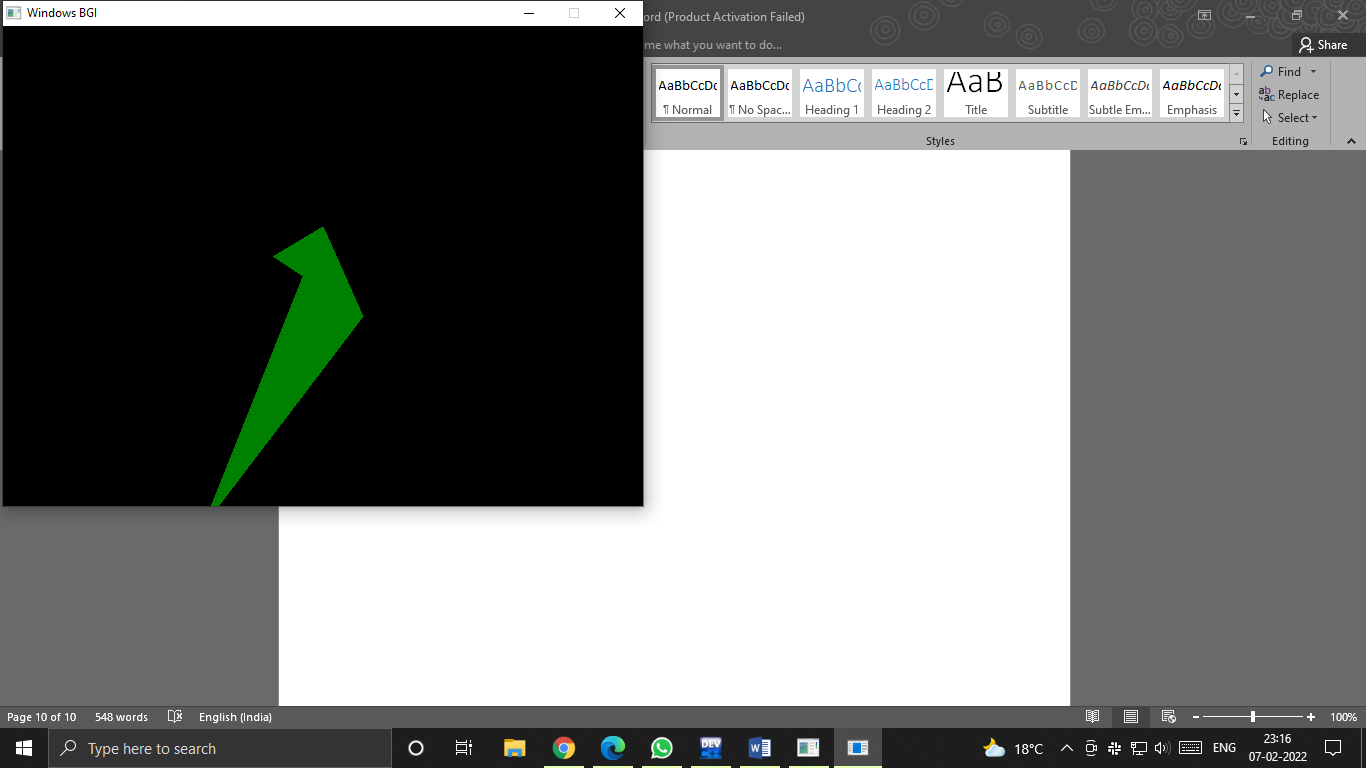 Windows BGI
ord (Product Activation Failed)
me what you want to do...
Share
AaBbCcDc AaBbCcDc AaBbCc AaBbCcD AaB AaBbCcD AaBbCcDc AaBbCcDc
¶ Normal ¶ No Spac... Heading 1 Heading 2 Title Subtitle Subtle Em... Emphasis
Styles
Find
Replace
Select
Editing
Page 10 of 10 548 words English (India) 100%
Type here to search
DEV
18°C ENG
23:16
07-02-2022